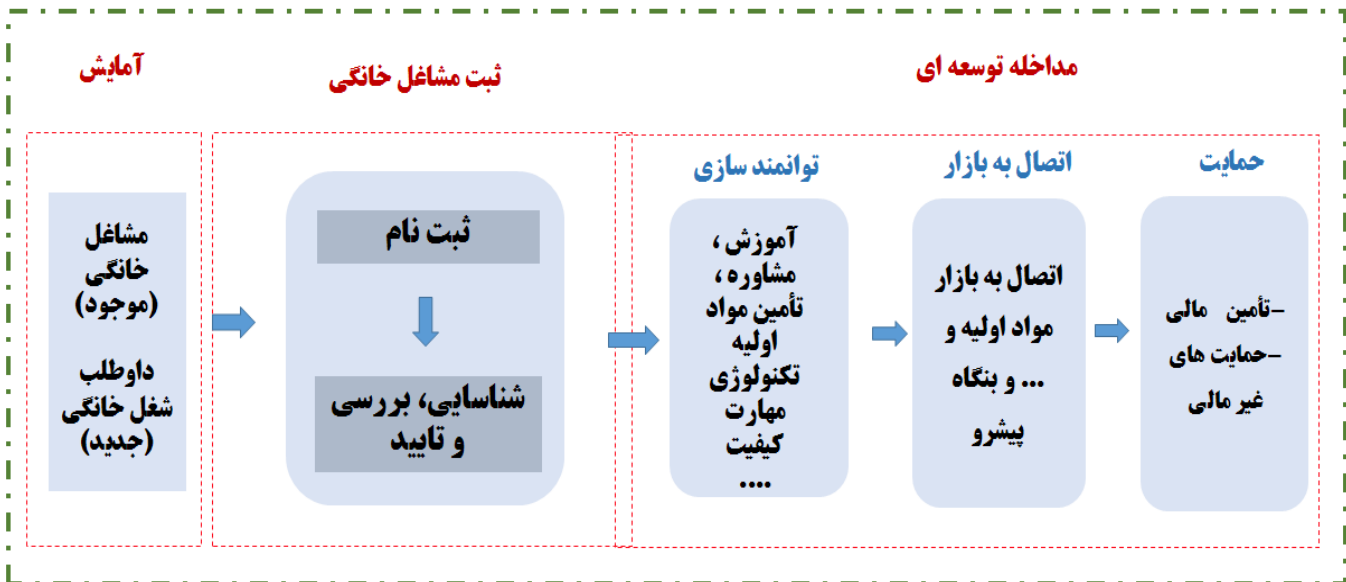 آمایش
ثبت مشاغل خانگی
مداخله توسعه ای
مشاغل
خانگی
(موجود)
داوطلب
شغل خانگی
(جدید)
ثبت نام
شناسایی، بررسی
و تایید
توانمند سازی
آموزش ،
مشاوره ،
تأمین مواد
اولیه
تکنولوژی
مهارت
کیفیت
....
اتصال به بازار
اتصال به بازار
مواد اولیه و
... و بنگاه
پیشرو
حمایت
-تأمین مالی
-حمایت های
غیر مالی